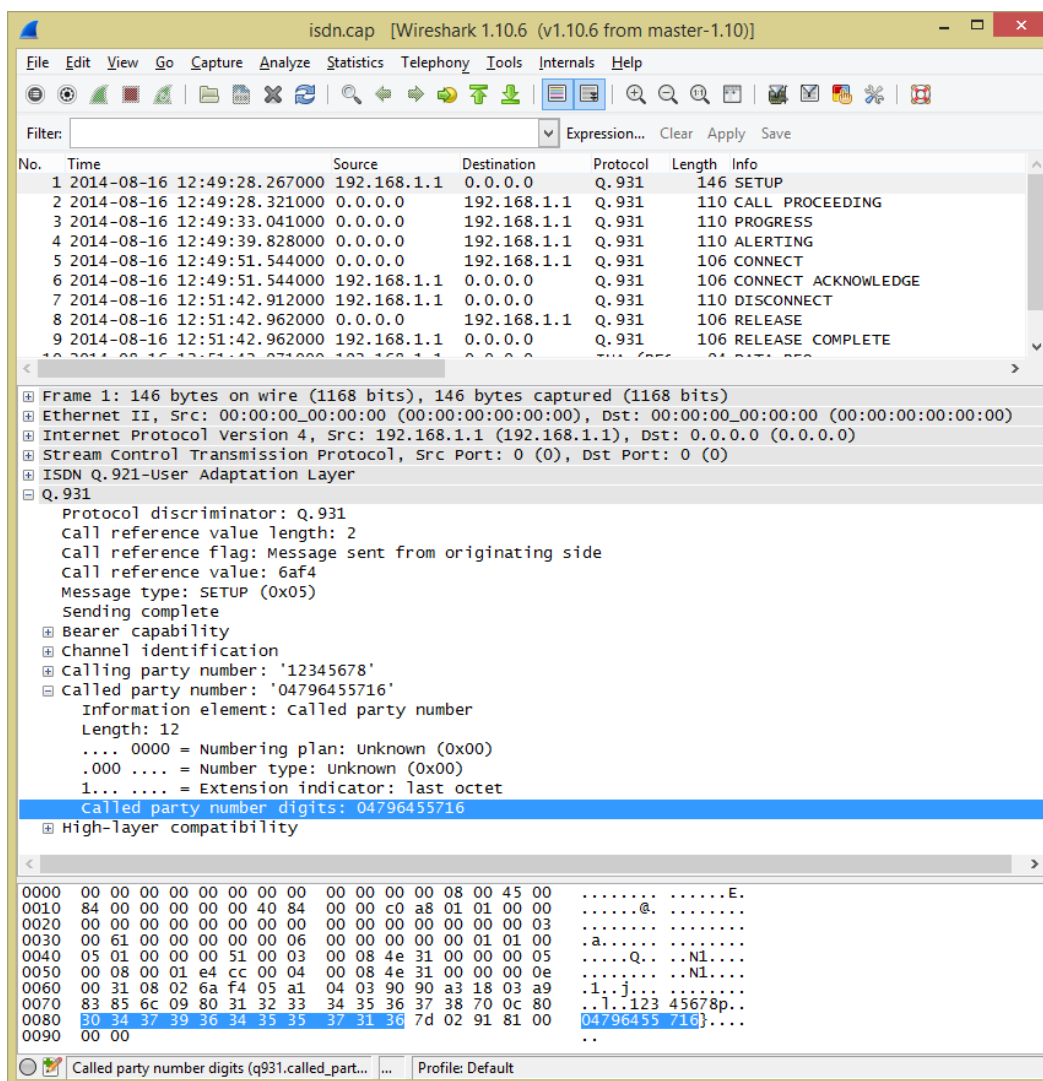 isdn.cap [Wireshark 1.10.6 (v1.10.6 from master-1.10)]
File Edit View Go Capture Analyze Statistics Telephony Tools Internals Help
Filter: Expression... Clear Apply Save
No. Time Source Destination Protocol Length Info
1 2014-08-16 12:49:28.267000 192.168.1.1 0.0.0.0 Q.931 146 SETUP
2 2014-08-16 12:49:28.321000 0.0.0.0 192.168.1.1 Q.931 110 CALL PROCEEDING
3 2014-08-16 12:49:33.041000 0.0.0.0 192.168.1.1 Q.931 110 PROGRESS
4 2014-08-16 12:49:39.828000 0.0.0.0 192.168.1.1 Q.931 110 ALERTING
5 2014-08-16 12:49:51.544000 0.0.0.0 192.168.1.1 Q.931 106 CONNECT
6 2014-08-16 12:49:51.544000 192.168.1.1 0.0.0.0 Q.931 106 CONNECT ACKNOWLEDGE
7 2014-08-16 12:51:42.912000 192.168.1.1 0.0.0.0 Q.931 110 DISCONNECT
8 2014-08-16 12:51:42.962000 0.0.0.0 192.168.1.1 Q.931 106 RELEASE
9 2014-08-16 12:51:42.962000 192.168.1.1 0.0.0.0 Q.931 106 RELEASE COMPLETE
Frame 1: 146 bytes on wire (1168 bits), 146 bytes captured (1168 bits)
Ethernet II, Src: 00:00:00_00:00:00 (00:00:00:00:00:00), Dst: 00:00:00_00:00:00 (00:00:00:00:00:00)
Internet Protocol Version 4, Src: 192.168.1.1 (192.168.1.1), Dst: 0.0.0.0 (0.0.0.0)
Stream Control Transmission Protocol, Src Port: 0 (0), Dst Port: 0 (0)
ISDN Q.921-User Adaptation Layer
Q.931
Protocol discriminator: Q.931
Call reference value length: 2
Call reference flag: Message sent from originating side
Call reference value: 6af4
Message type: SETUP (0x05)
Sending complete
Bearer capability
Channel identification
Calling party number: '12345678'
Called party number: '04796455716'
Information element: Called party number
Length: 12
.... 0000 = Numbering plan: Unknown (0x00)
.000 .... = Number type: Unknown (0x00)
1... .... = Extension indicator: last octet
Called party number digits: 04796455716
High-layer compatibility
0000 00 00 00 00 00 00 00 00 00 00 00 00 08 00 45 00 ........ ......E.
0010 84 00 00 00 00 00 40 84 00 00 c0 a8 01 01 00 00 ......@. ........
0020 00 00 00 00 00 00 00 00 00 00 00 00 00 00 00 03 ........ ........
0030 00 61 00 00 00 00 00 06 00 00 00 00 00 01 01 00 .a...... ........
0040 05 01 00 00 00 51 00 03 00 08 4e 31 00 00 00 05 .....Q.. ..N1....
0050 00 08 00 01 e4 cc 00 04 00 08 4e 31 00 00 00 0e ........ ..N1....
0060 00 31 08 02 6a f4 05 a1 04 03 90 90 a3 18 03 a9 .1..j... ........
0070 83 85 6c 09 80 31 32 33 34 35 36 37 38 70 0c 80 ..l..123 45678p..
0080 30 34 37 39 36 34 35 35 37 31 36 7d 02 91 81 00 04796455 716}....
0090 00 00 ..
Called party number digits (q931.called_part... ... Profile: Default